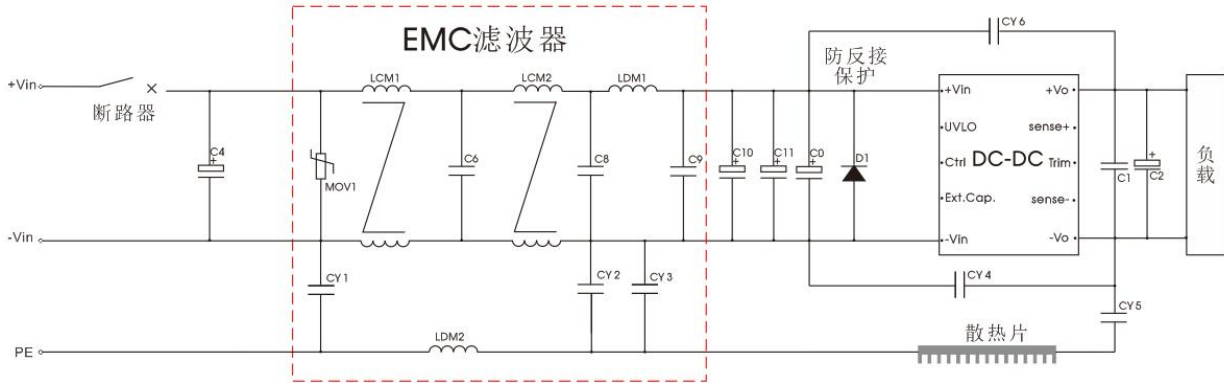 CY6
EMC滤波器
防反接
保护
LCM1
LCM2
LDM1
+Vin
断路器
+Vin
+Vo
UVLO
sense+
C4
+
MOV1
C6
C8
C9
C10
+
C11
+
C0
+
D1
Ctrl
DC-DC
Trim
C1
+
C2
负
载
Ext.Cap.
sense-
-Vin
-Vin
-Vo
CY1
CY2
CY3
CY4
CY5
LDM2
散热片
PE